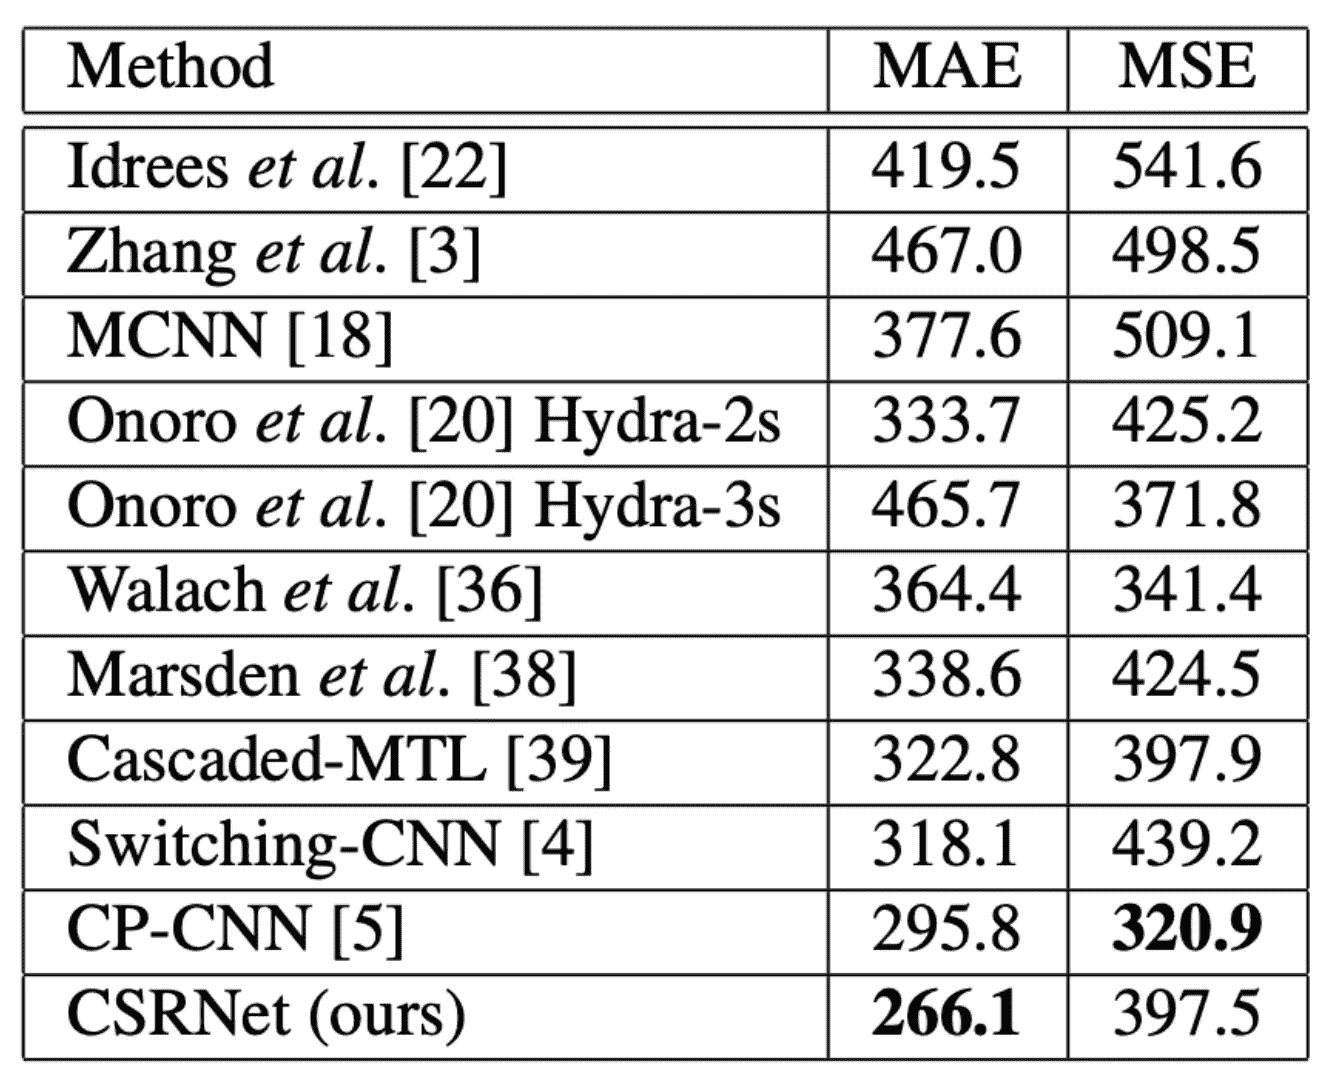 Method MAE MSE
Idrees et al. [22] 419.5 541.6
Zhang et al. [3] 467.0 498.5
MCNN [18] 377.6 509.1
Onoro et al. [20] Hydra-2s 333.7 425.2
Onoro et al. [20] Hydra-3s 465.7 371.8
Walach et al. [36] 364.4 341.4
Marsden et al. [38] 338.6 424.5
Cascaded-MTL [39] 322.8 397.9
Switching-CNN [4] 318.1 439.2
CP-CNN [5] 295.8 320.9
CSRNet (ours) 266.1 397.5